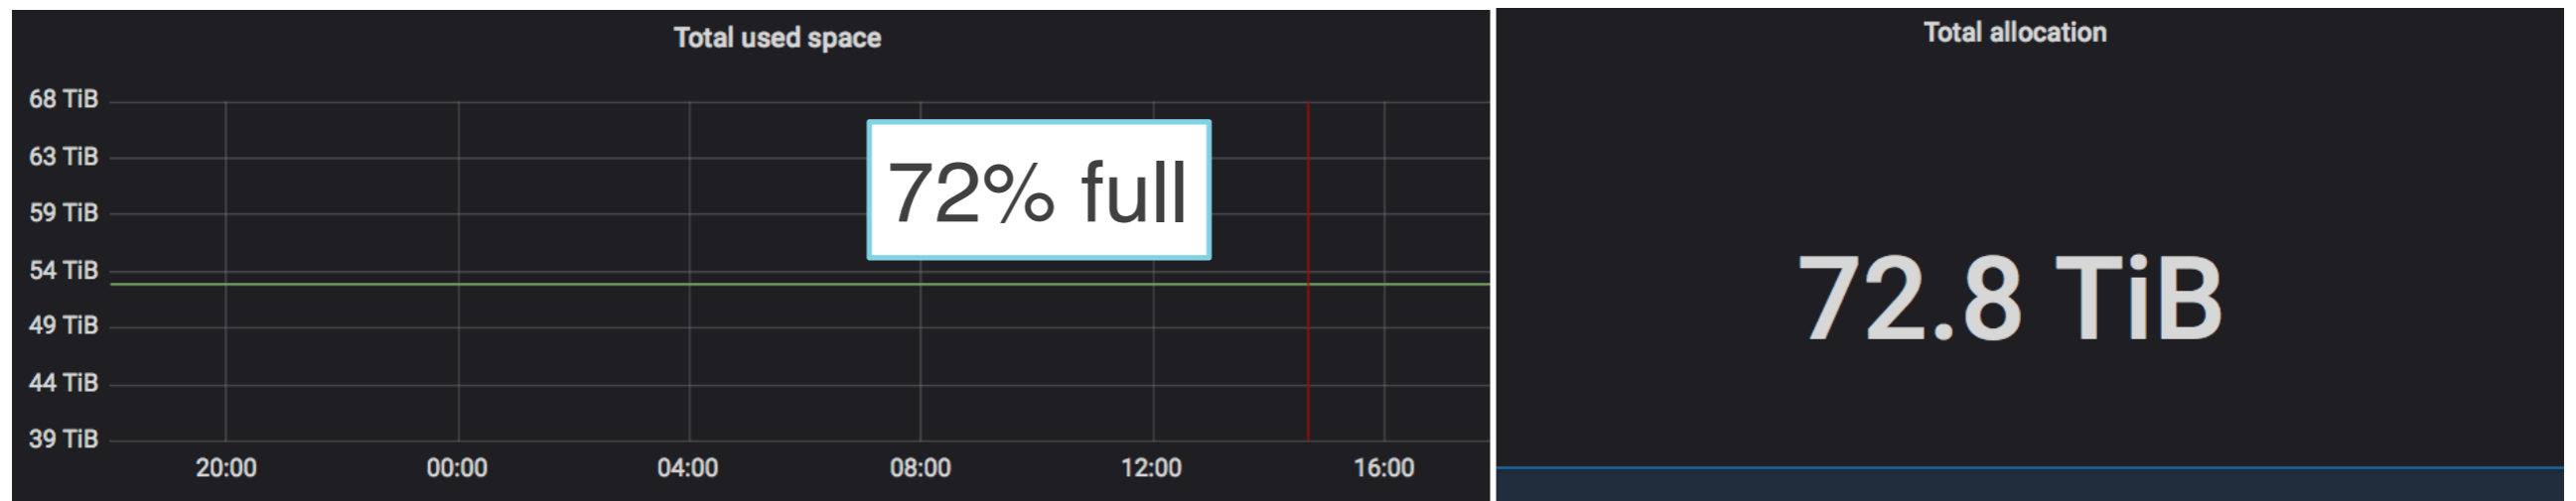 Total used space
68 TiB
63 TiB
59 TiB
54 TiB
49 TiB
44 TiB
39 TiB
20:00 00:00 04:00 08:00 12:00 16:00
72% full
Total allocation
72.8 TiB